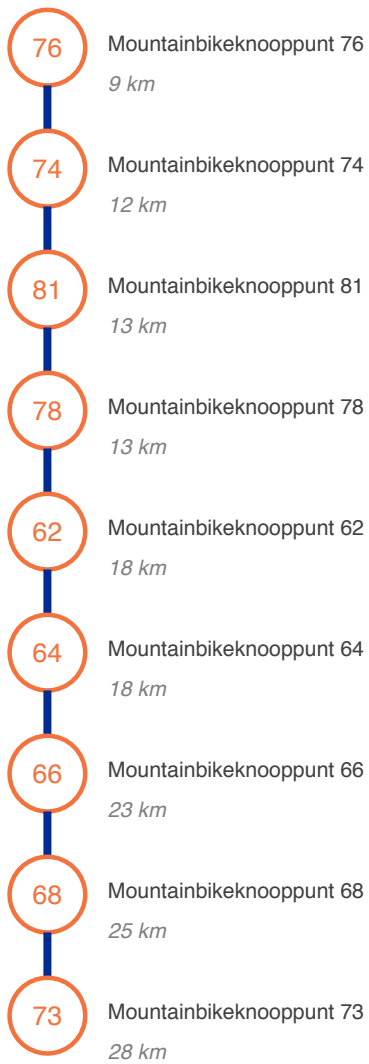 76
Mountainbikeknooppunt 76
9 km
74
Mountainbikeknooppunt 74
12 km
81
Mountainbikeknooppunt 81
13 km
78
Mountainbikeknooppunt 78
13 km
62
Mountainbikeknooppunt 62
18 km
64
Mountainbikeknooppunt 64
18 km
66
Mountainbikeknooppunt 66
23 km
68
Mountainbikeknooppunt 68
25 km
73
Mountainbikeknooppunt 73
28 km